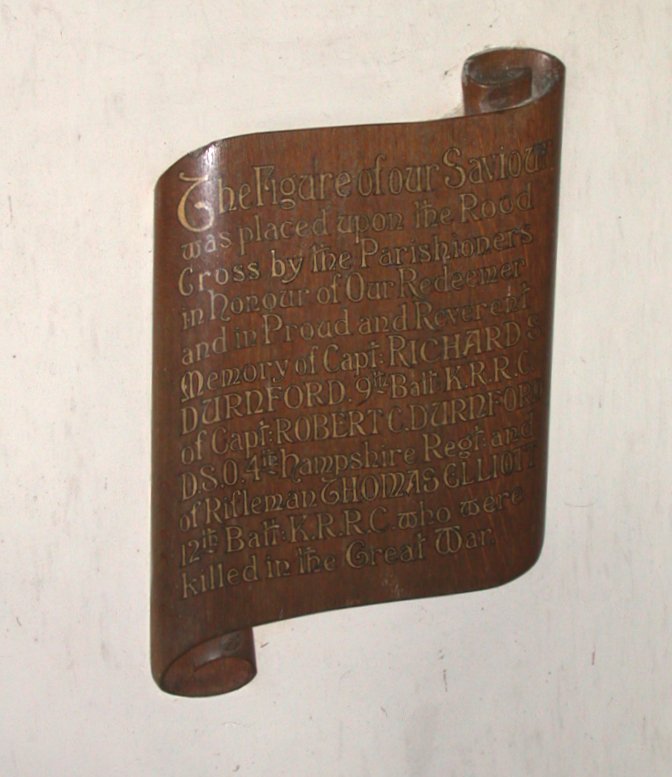 The Figure of our Saviour
was placed upon the Rood
Cross by the Parishioners
in honour of Our Redeemer
and in Proud and Reverent
Memory of Capt: RICHARD S
DURNFORD. 9th Batt: K.R.R.C.
of Capt: ROBERT C. DURNFORD
D.S.O. 4th Hampshire Regt: and
of Rifleman THOMAS ELLIOTT
12th Batt: K.R.R.C. who were
killed in the Great War.